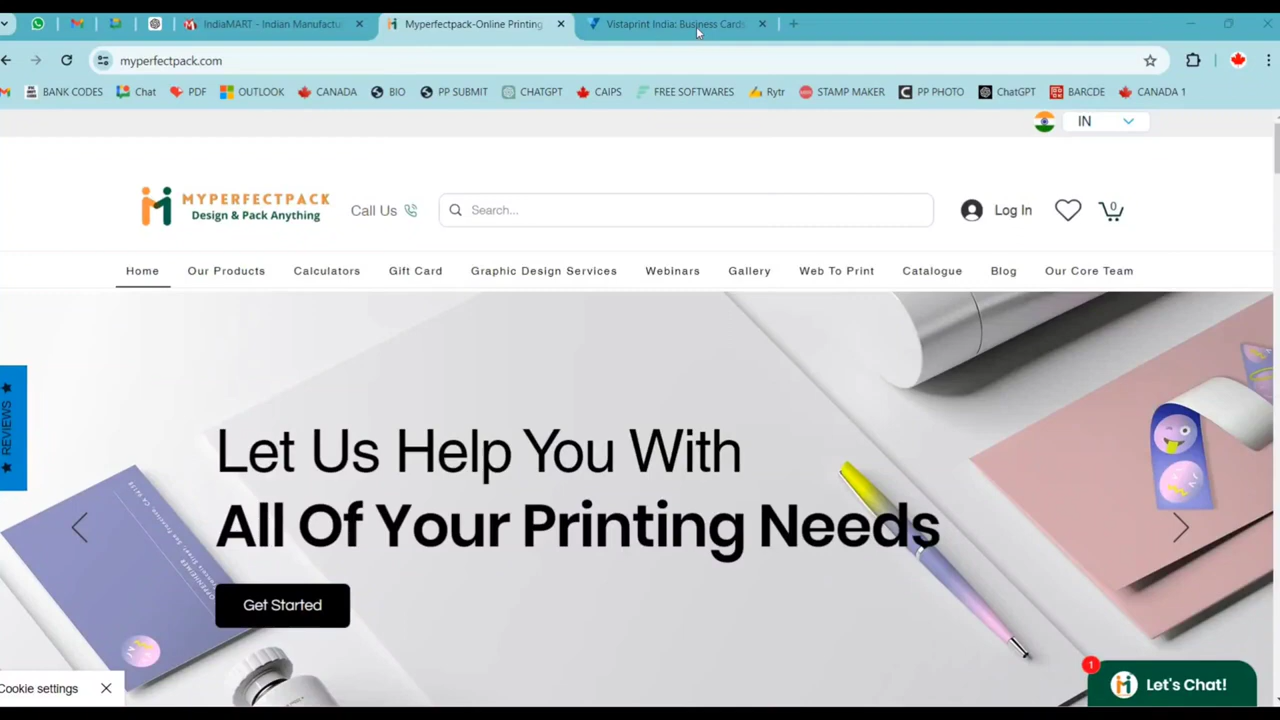 IndiaMART - Indian Manufactu
Myperfectpack-Online Printing
Vistaprint India: Business Cards
myperfectpack.com
BANK CODES
Chat
PDF
OUTLOOK
CANADA
BIO
PP SUBMIT
CHATGPT
CAIPS
FREE SOFTWARES
Rytr
STAMP MAKER
PP PHOTO
ChatGPT
BARCDE
CANADA 1
IN
MYPERFECTPACK
Design & Pack Anything
Call Us
Search...
Log In
0
Home
Our Products
Calculators
Gift Card
Graphic Design Services
Webinars
Gallery
Web To Print
Catalogue
Blog
Our Core Team
REVIEWS
Let Us Help You With
All Of Your Printing Needs
Get Started
OPPENHEIMER
Cookie settings
1
Let's Chat!